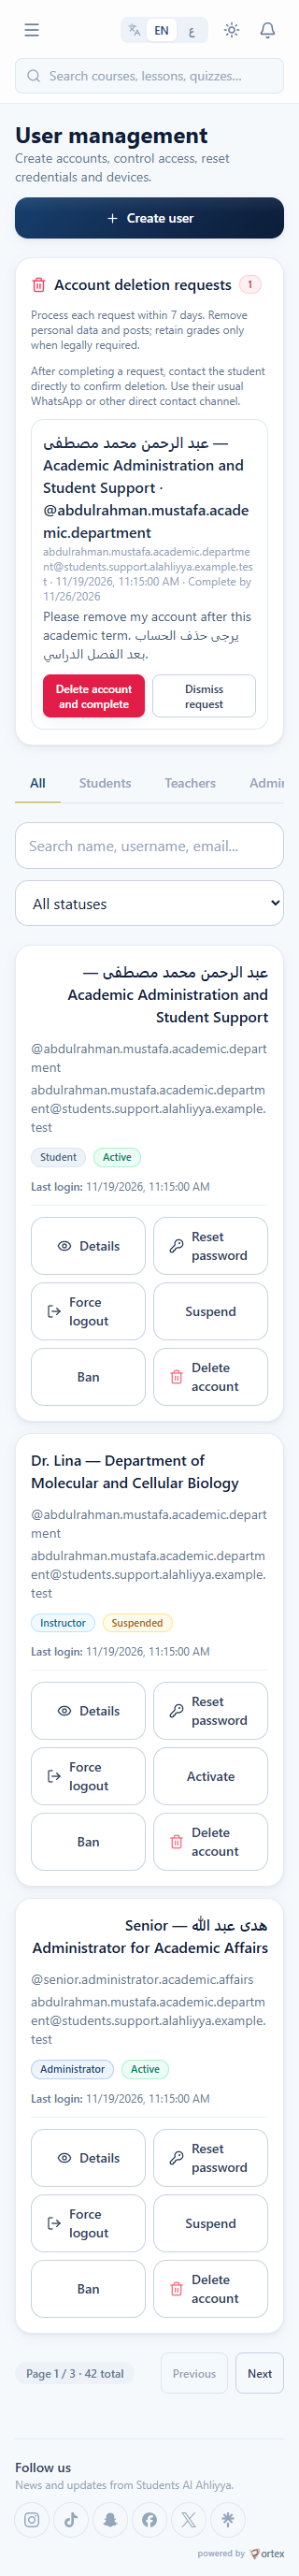 EN
ع
Search courses, lessons, quizzes...
User management
Create accounts, control access, reset
credentials and devices.
+ Create user
Account deletion requests 1
Process each request within 7 days. Remove
personal data and posts; retain grades only
when legally required.
After completing a request, contact the student
directly to confirm deletion. Use their usual
WhatsApp or other direct contact channel.
عبد الرحمن محمد مصطفى —
Academic Administration and
Student Support ·
@abdulrahman.mustafa.acade
mic.department
abdulrahman.mustafa.academic.departme
nt@students.support.alahliyya.example.tes
t · 11/19/2026, 11:15:00 AM · Complete by
11/26/2026
Please remove my account after this
academic term. يرجى حذف الحساب
بعد الفصل الدراسي.
Delete account
and complete
Dismiss
request
All Students Teachers Admin
Search name, username, email...
All statuses
عبد الرحمن محمد مصطفى —
Academic Administration and
Student Support
@abdulrahman.mustafa.academic.depart
ment
abdulrahman.mustafa.academic.departm
ent@students.support.alahliyya.example.
test
Student Active
Last login: 11/19/2026, 11:15:00 AM
Details
Reset
password
Force
logout
Suspend
Ban
Delete
account
Dr. Lina — Department of
Molecular and Cellular Biology
@abdulrahman.mustafa.academic.depart
ment
abdulrahman.mustafa.academic.departm
ent@students.support.alahliyya.example.
test
Instructor Suspended
Last login: 11/19/2026, 11:15:00 AM
Details
Reset
password
Force
logout
Activate
Ban
Delete
account
هدى عبد الله — Senior
Administrator for Academic Affairs
@senior.administrator.academic.affairs
abdulrahman.mustafa.academic.departm
ent@students.support.alahliyya.example.
test
Administrator Active
Last login: 11/19/2026, 11:15:00 AM
Details
Reset
password
Force
logout
Suspend
Ban
Delete
account
Page 1 / 3 · 42 total
Previous
Next
Follow us
News and updates from Students Al Ahliyya.
powered by Portex